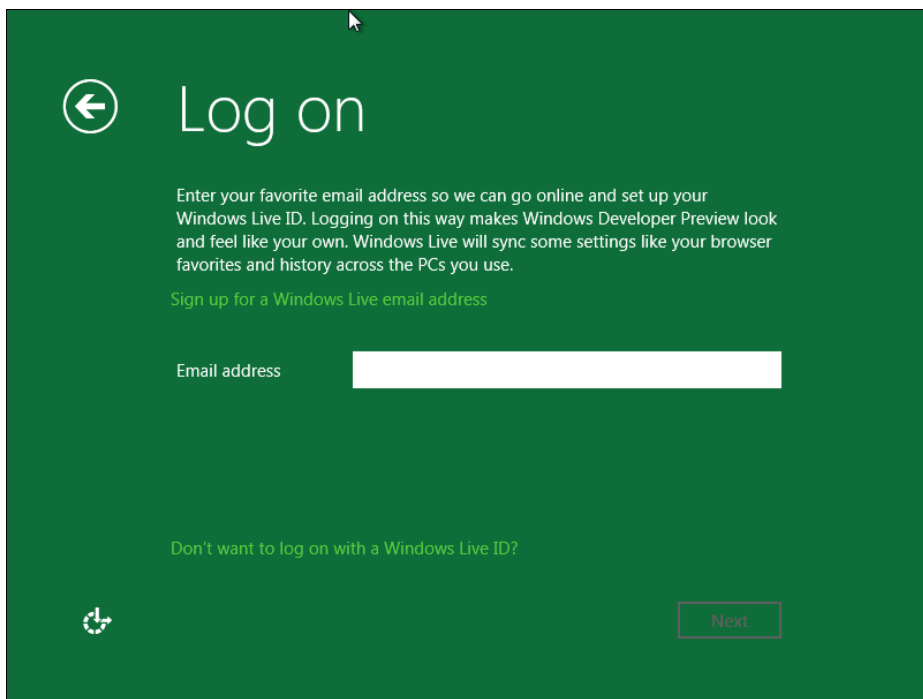 Log on
Enter your favorite email address so we can go online and set up your
Windows Live ID. Logging on this way makes Windows Developer Preview look
and feel like your own. Windows Live will sync some settings like your browser
favorites and history across the PCs you use.
Sign up for a Windows Live email address
Email address
Don't want to log on with a Windows Live ID?
Next